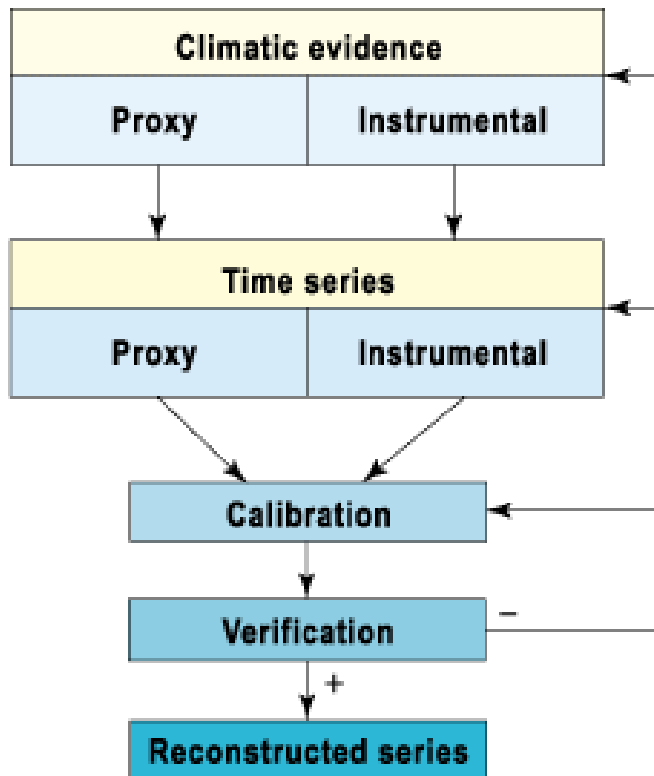 Climatic evidence
Proxy
Instrumental
Time series
Proxy
Instrumental
Calibration
Verification
−
+
Reconstructed series